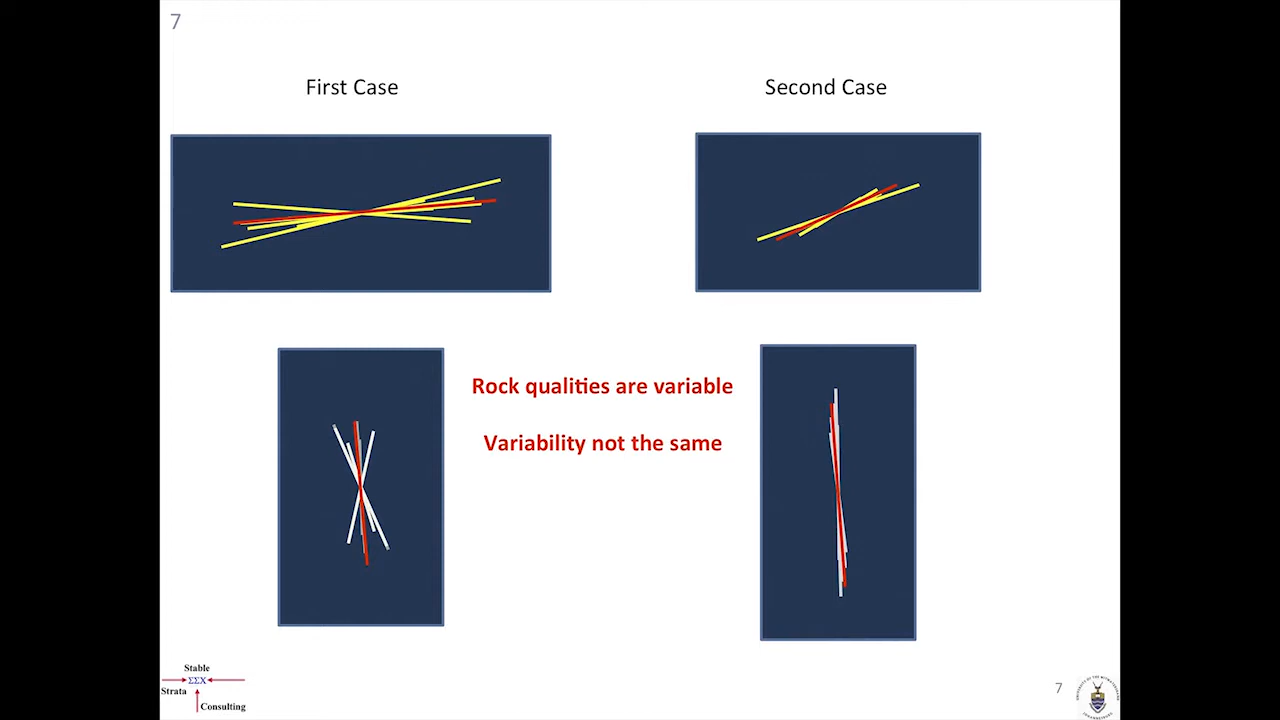 7
First Case
Second Case
Rock qualities are variable
Variability not the same
Stable
Strata ΣΣX
Consulting
7